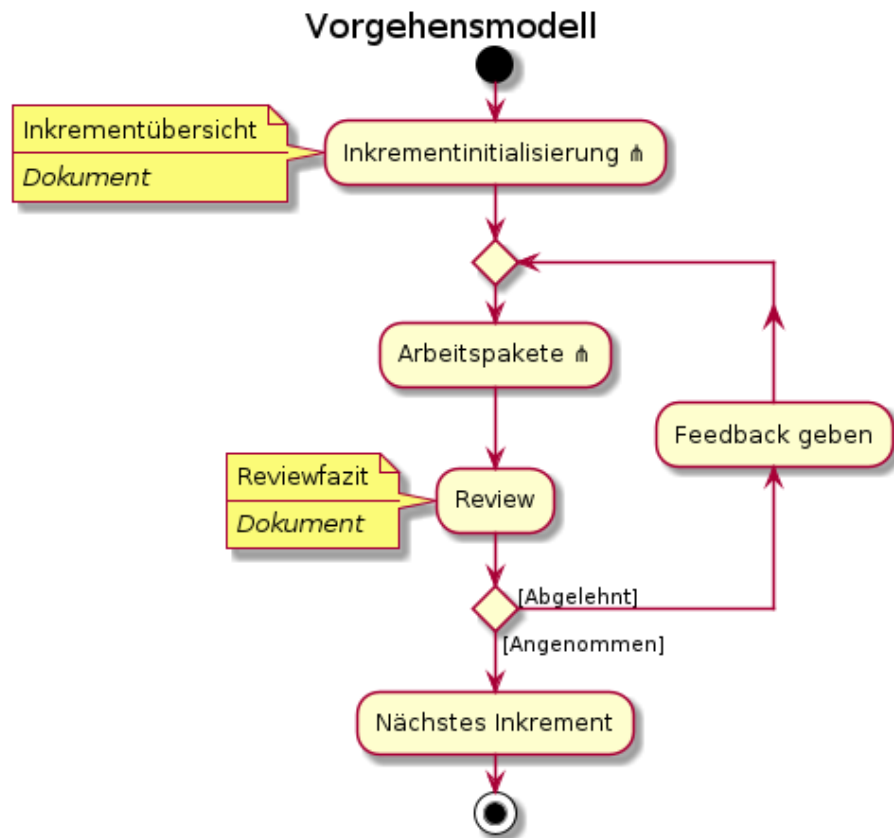 Vorgehensmodell
Inkrementübersicht
Dokument
Inkrementinitialisierung ⋔
Arbeitspakete ⋔
Feedback geben
Reviewfazit
Dokument
Review
[Abgelehnt]
[Angenommen]
Nächstes Inkrement